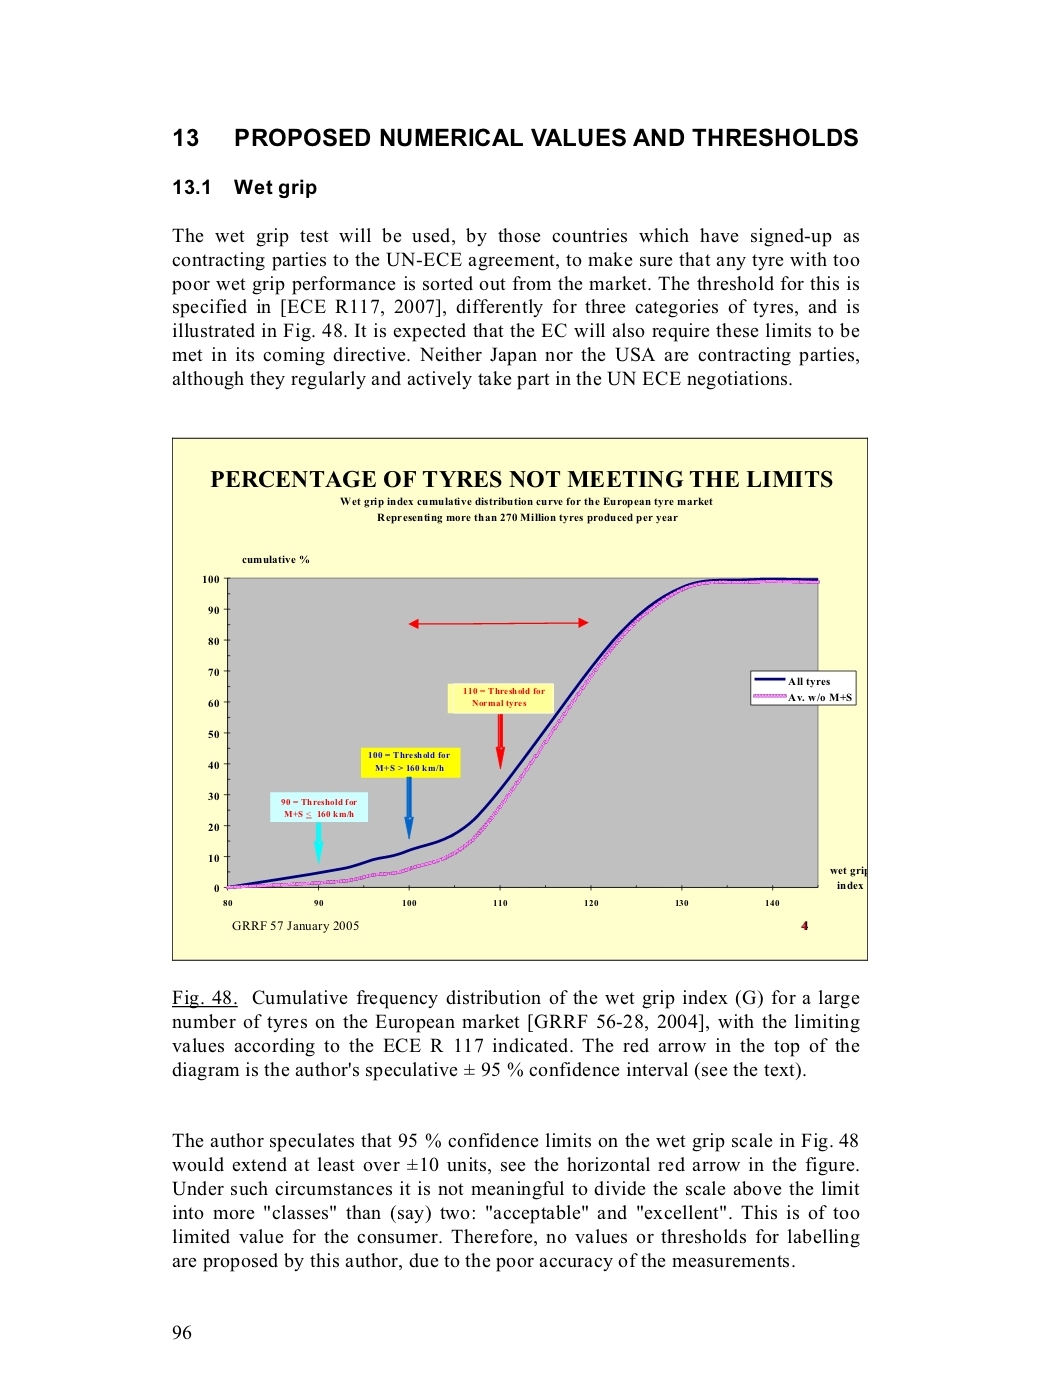 13 PROPOSED NUMERICAL VALUES AND THRESHOLDS
13.1 Wet grip
The wet grip test will be used, by those countries which have signed-up as
contracting parties to the UN-ECE agreement, to make sure that any tyre with too
poor wet grip performance is sorted out from the market. The threshold for this is
specified in [ECE R117, 2007], differently for three categories of tyres, and is
illustrated in Fig. 48. It is expected that the EC will also require these limits to be
met in its coming directive. Neither Japan nor the USA are contracting parties,
although they regularly and actively take part in the UN ECE negotiations.
PERCENTAGE OF TYRES NOT MEETING THE LIMITS
Wet grip index cumulative distribution curve for the European tyre market
Representing more than 270 Million tyres produced per year
cumulative %
100
90
80
70
60
50
40
30
20
10
0
110 = Threshold for
Normal tyres
100 = Threshold for
M+S > 160 km/h
90 = Threshold for
M+S ≤ 160 km/h
All tyres
Av. w/o M+S
wet grip
index
80 90 100 110 120 130 140
GRRF 57 January 2005 4
Fig. 48. Cumulative frequency distribution of the wet grip index (G) for a large
number of tyres on the European market [GRRF 56-28, 2004], with the limiting
values according to the ECE R 117 indicated. The red arrow in the top of the
diagram is the author's speculative ± 95 % confidence interval (see the text).
The author speculates that 95 % confidence limits on the wet grip scale in Fig. 48
would extend at least over ±10 units, see the horizontal red arrow in the figure.
Under such circumstances it is not meaningful to divide the scale above the limit
into more "classes" than (say) two: "acceptable" and "excellent". This is of too
limited value for the consumer. Therefore, no values or thresholds for labelling
are proposed by this author, due to the poor accuracy of the measurements.
96